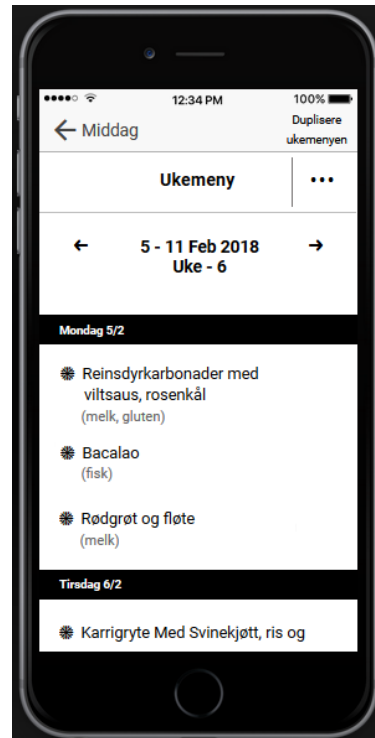 12:34 PM
100%
Middag
Duplisere
ukemenyen
Ukemeny
5 - 11 Feb 2018
Uke - 6
Mondag 5/2
Reinsdyrkarbonader med
viltsaus, rosenkål
(melk, gluten)
Bacalao
(fisk)
Rødgrøt og fløte
(melk)
Tirsdag 6/2
Karrigryte Med Svinekjøtt, ris og